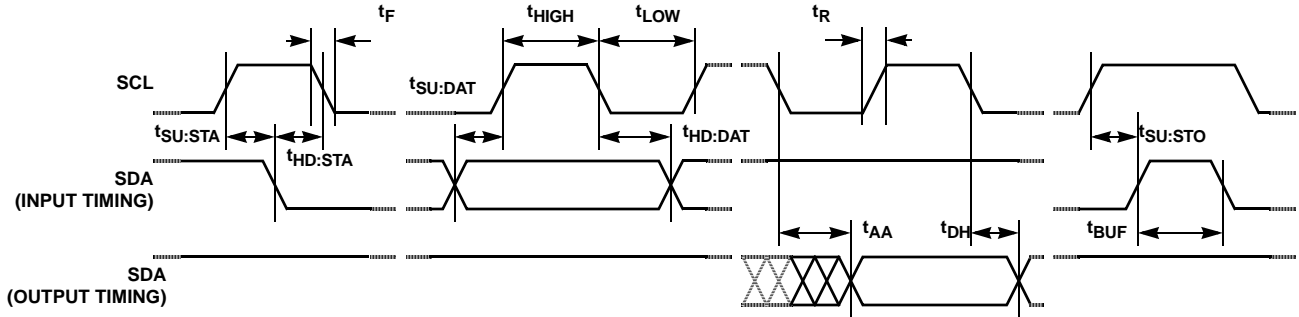 tF
tHIGH
tLOW
tR
SCL
tSU:DAT
tSU:STA
tHD:STA
tHD:DAT
tSU:STO
SDA
(INPUT TIMING)
tAA
tDH
tBUF
SDA
(OUTPUT TIMING)